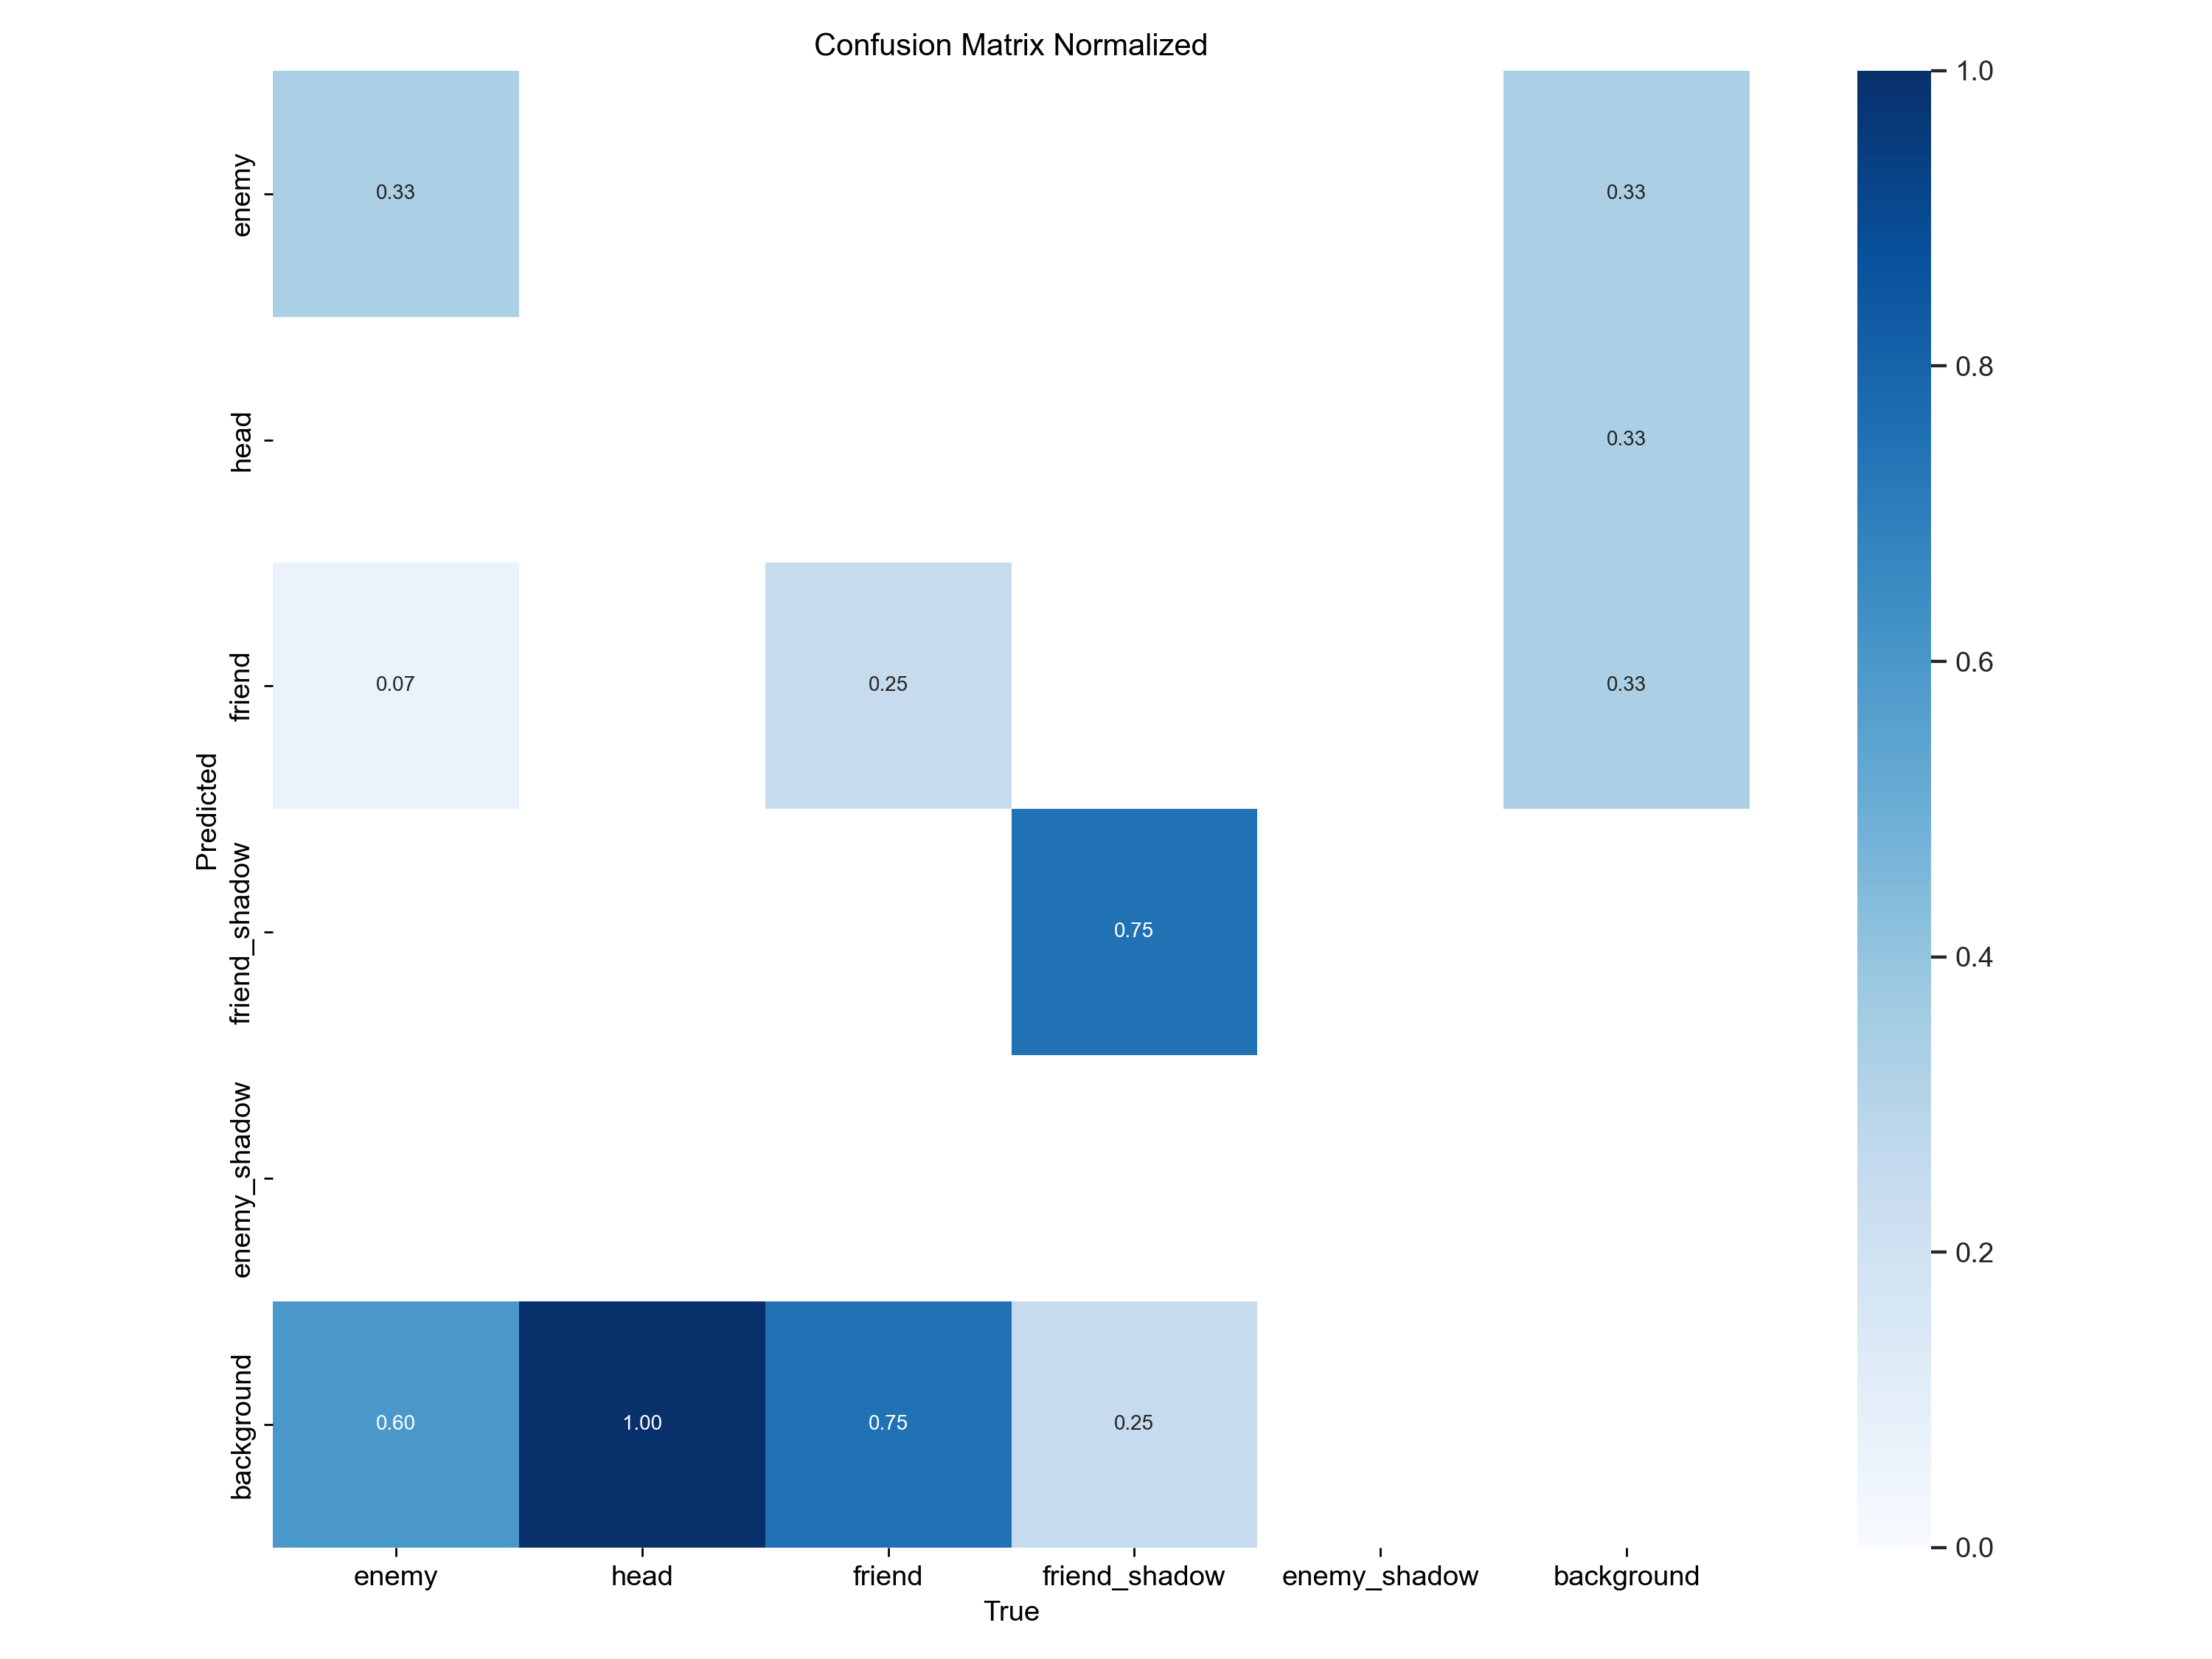 Confusion Matrix Normalized
enemy
0.33
0.33
1.0
head
0.33
0.8
friend
0.07
0.25
0.33
0.6
Predicted
friend_shadow
0.75
0.4
enemy_shadow
0.2
background
0.60
1.00
0.75
0.25
0.0
enemy
head
friend
friend_shadow
enemy_shadow
background
True